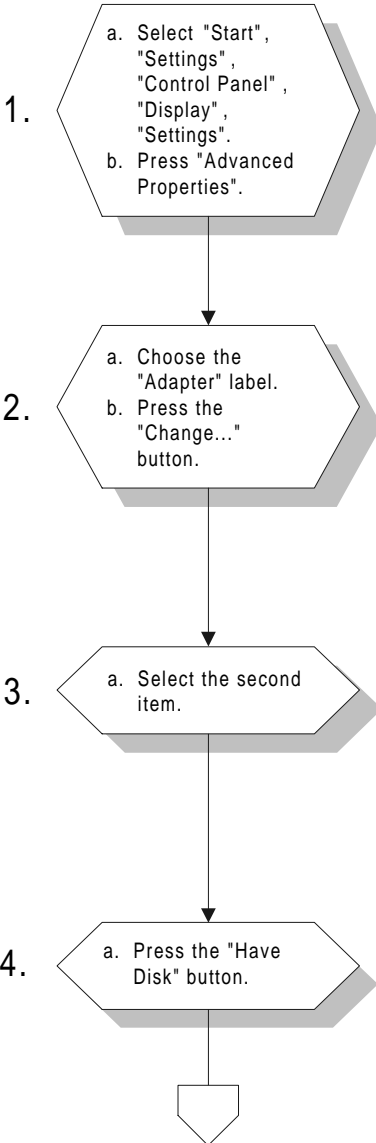 1.
a. Select "Start",
"Settings",
"Control Panel",
"Display",
"Settings".
b. Press "Advanced
Properties".
2.
a. Choose the
"Adapter" label.
b. Press the
"Change..."
button.
3.
a. Select the second
item.
4.
a. Press the "Have
Disk" button.